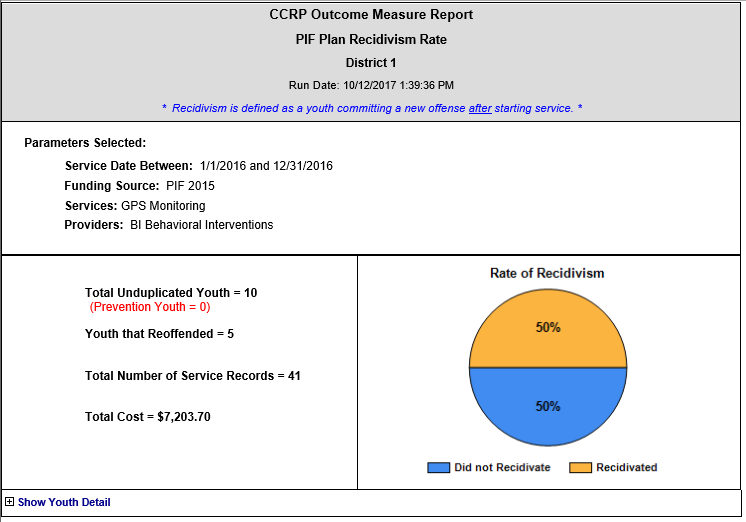 CCRP Outcome Measure Report
PIF Plan Recidivism Rate
District 1
Run Date: 10/12/2017 1:39:36 PM
* Recidivism is defined as a youth committing a new offense after starting service. *
Parameters Selected:
Service Date Between: 1/1/2016 and 12/31/2016
Funding Source: PIF 2015
Services: GPS Monitoring
Providers: BI Behavioral Interventions
Total Unduplicated Youth = 10
(Prevention Youth = 0)
Youth that Reoffended = 5
Total Number of Service Records = 41
Total Cost = $7,203.70
Rate of Recidivism
50%
50%
Did not Recidivate Recidivated
Show Youth Detail